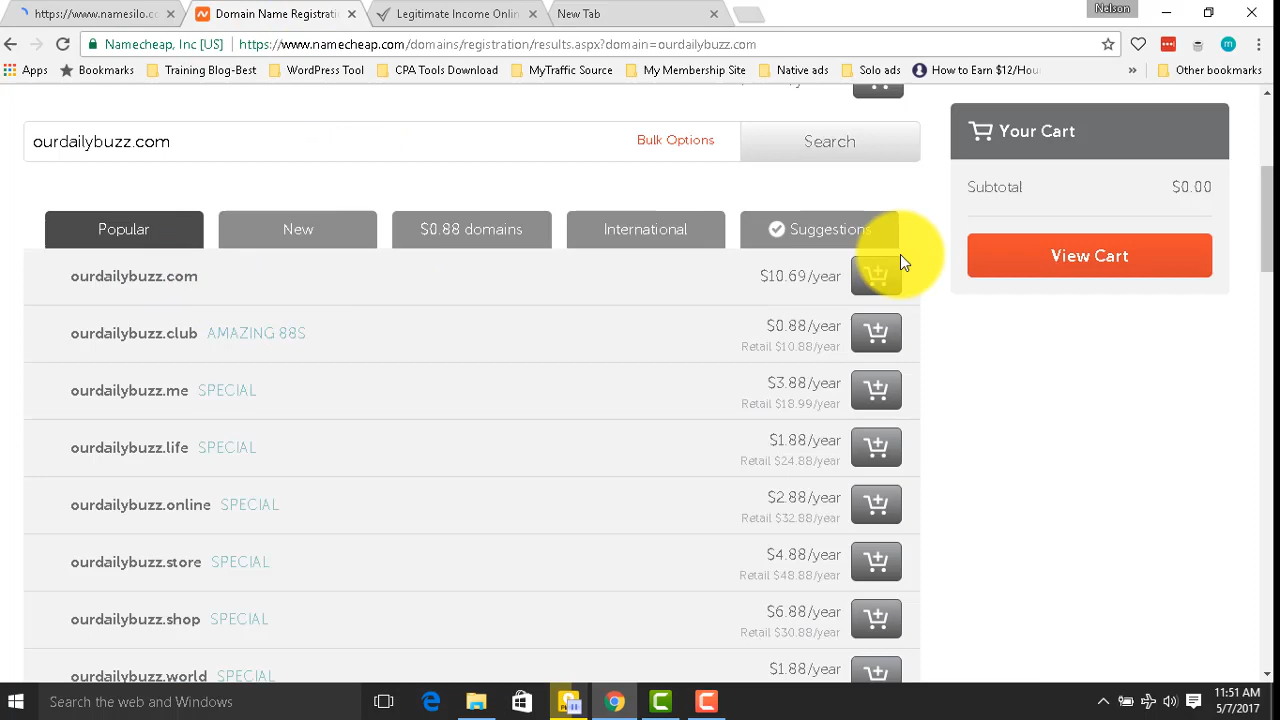 https://www.namesilo.c
Domain Name Registrati
Legitimate Income Onlin
New Tab
Nelson
Namecheap, Inc [US]
https://www.namecheap.com/domains/registration/results.aspx?domain=ourdailybuzz.com
m
Apps
Bookmarks
Training Blog-Best
WordPress Tool
CPA Tools Download
MyTraffic Source
My Membership Site
Native ads
Solo ads
How to Earn $12/Hou
»
Other bookmarks
ourdailybuzz.com
Bulk Options
Search
Your Cart
Subtotal
$0.00
View Cart
Popular
New
$0.88 domains
International
Suggestions
ourdailybuzz.com
$10.69/year
ourdailybuzz.club AMAZING 88S
$0.88/year
Retail $10.88/year
ourdailybuzz.me SPECIAL
$3.88/year
Retail $18.99/year
ourdailybuzz.life SPECIAL
$1.88/year
Retail $24.88/year
ourdailybuzz.online SPECIAL
$2.88/year
Retail $32.88/year
ourdailybuzz.store SPECIAL
$4.88/year
Retail $48.88/year
ourdailybuzz.shop SPECIAL
$6.88/year
Retail $30.88/year
ourdailybuzz.world SPECIAL
$1.88/year
Search the web and Windows
11:51 AM
5/7/2017